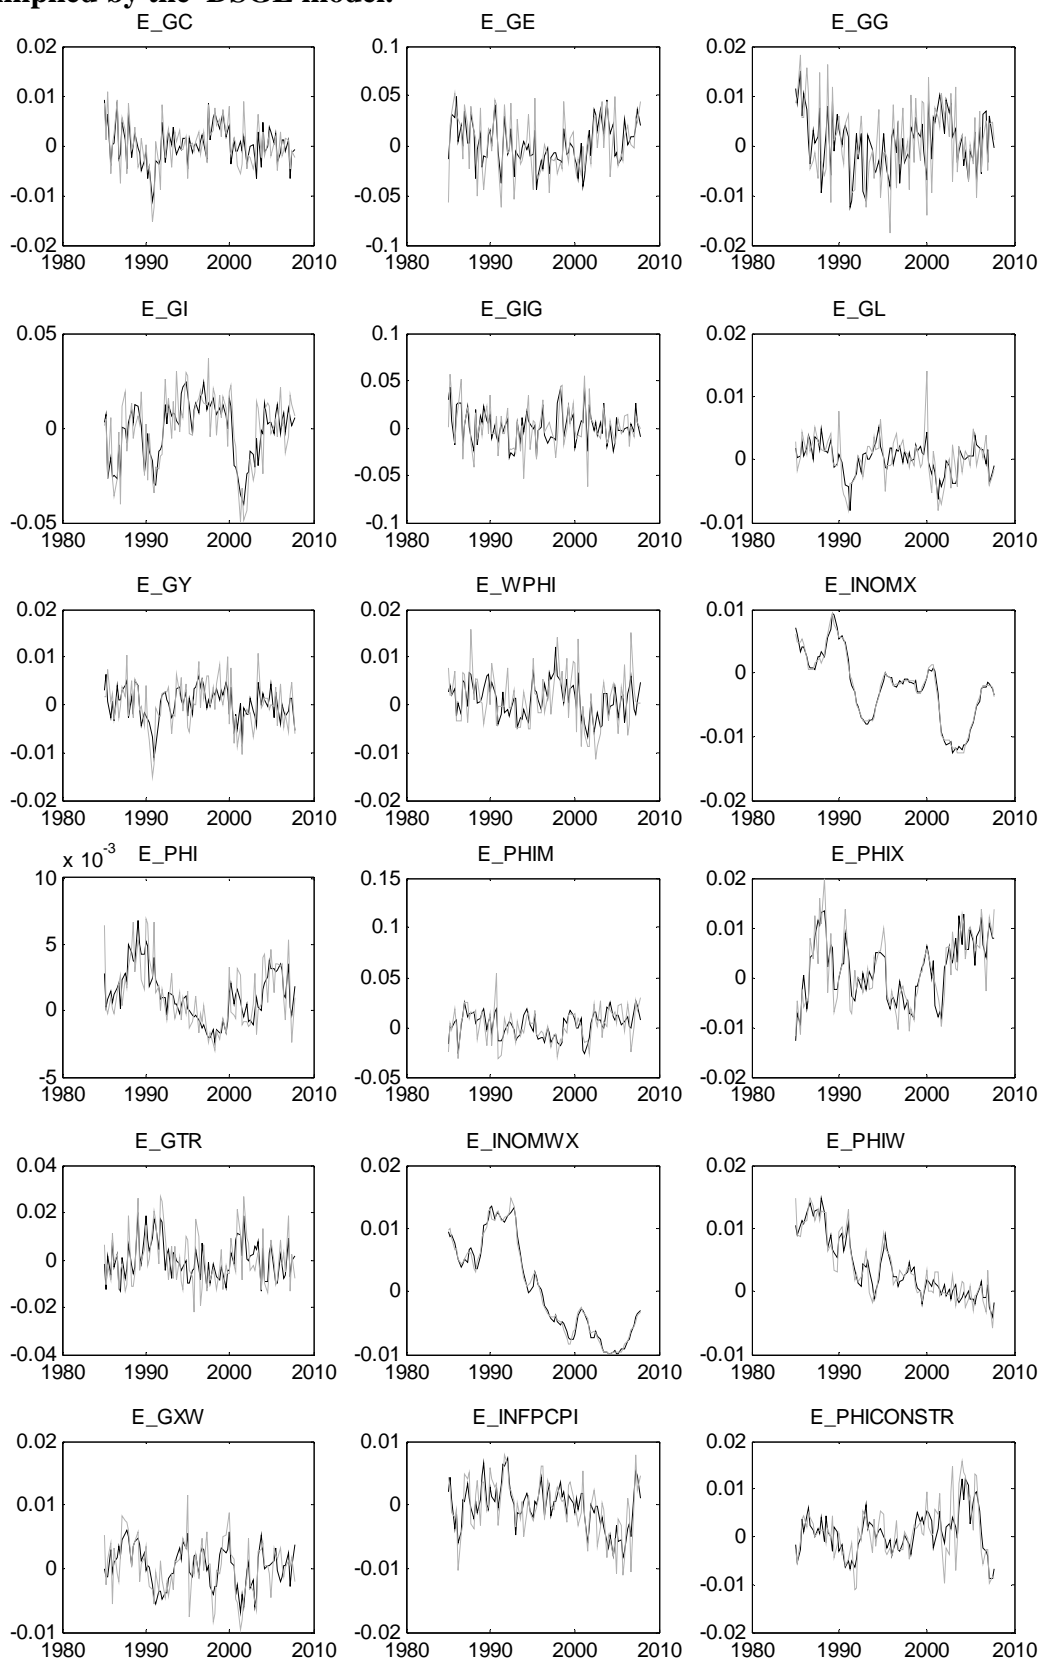 implied by the DSGE model.
E_GC E_GE E_GG
0.02 0.1 0.02
0.01 0.05 0.01
0 0 0
-0.01 -0.05 -0.01
-0.02 -0.1 -0.02
1980 1990 2000 2010 1980 1990 2000 2010 1980 1990 2000 2010
E_GI E_GIG E_GL
0.05 0.1 0.02
0.05 0.01
0 0 0
-0.05
-0.05 -0.1 -0.01
1980 1990 2000 2010 1980 1990 2000 2010 1980 1990 2000 2010
E_GY E_WPHI E_INOMX
0.02 0.02 0.01
0.01 0.01 0
0 0
-0.01 -0.01 -0.01
-0.02 -0.02 -0.02
1980 1990 2000 2010 1980 1990 2000 2010 1980 1990 2000 2010
x 10^-3 E_PHI E_PHIM E_PHIX
10 0.15 0.02
5 0.1 0.01
0.05 0
0 0 -0.01
-5 -0.05 -0.02
1980 1990 2000 2010 1980 1990 2000 2010 1980 1990 2000 2010
E_GTR E_INOMWX E_PHIW
0.04 0.02 0.02
0.02 0.01 0.01
0 0 0
-0.02
-0.04 -0.01 -0.01
1980 1990 2000 2010 1980 1990 2000 2010 1980 1990 2000 2010
E_GXW E_INFPCPI E_PHICONSTR
0.02 0.01 0.02
0.01 0 0.01
0 -0.01 0
-0.01
-0.01 -0.02 -0.02
1980 1990 2000 2010 1980 1990 2000 2010 1980 1990 2000 2010